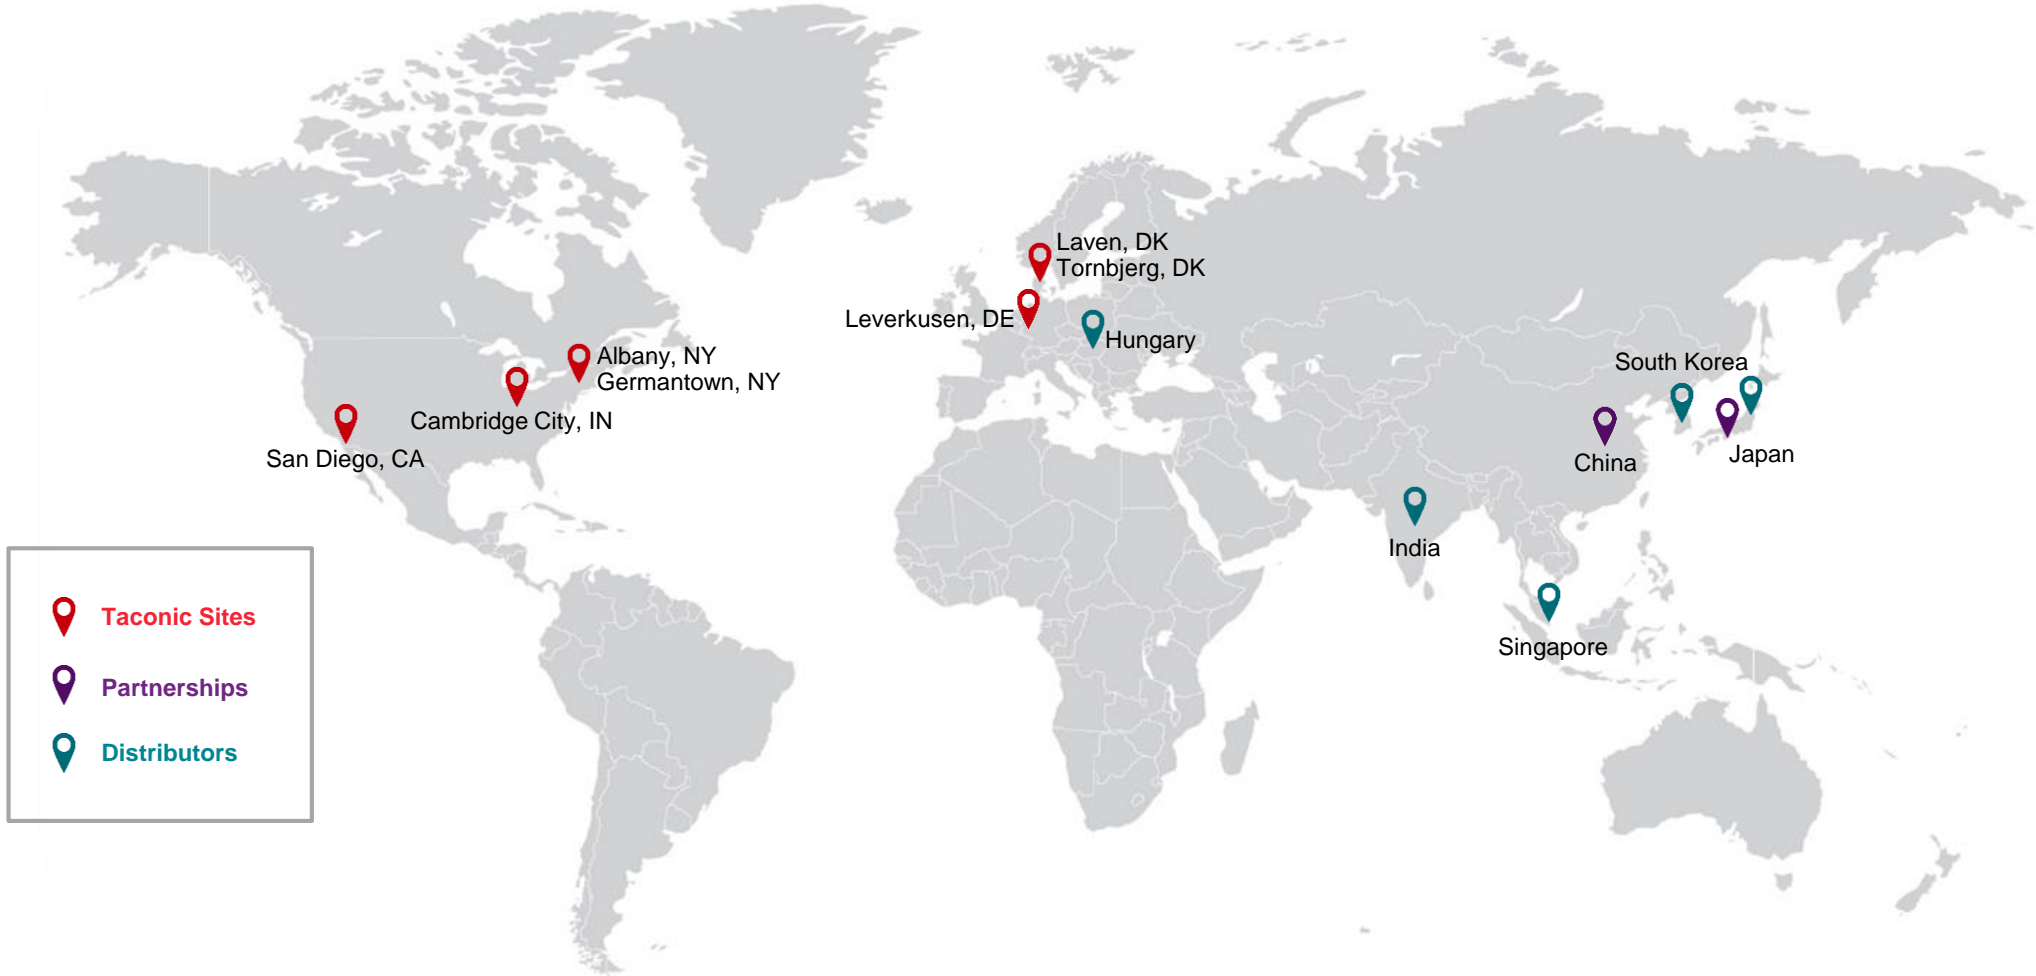 Laven, DK
Tornbjerg, DK
Leverkusen, DE
Hungary
Albany, NY
Germantown, NY
Cambridge City, IN
San Diego, CA
South Korea
China
Japan
India
Singapore
Taconic Sites
Partnerships
Distributors